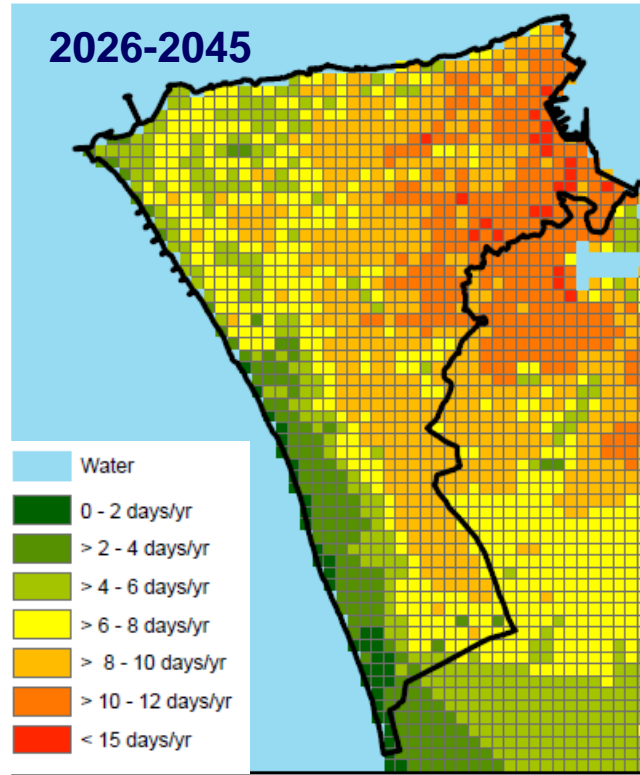 2026-2045
Water
0 - 2 days/yr
> 2 - 4 days/yr
> 4 - 6 days/yr
> 6 - 8 days/yr
>  8 - 10 days/yr
> 10 - 12 days/yr
< 15 days/yr